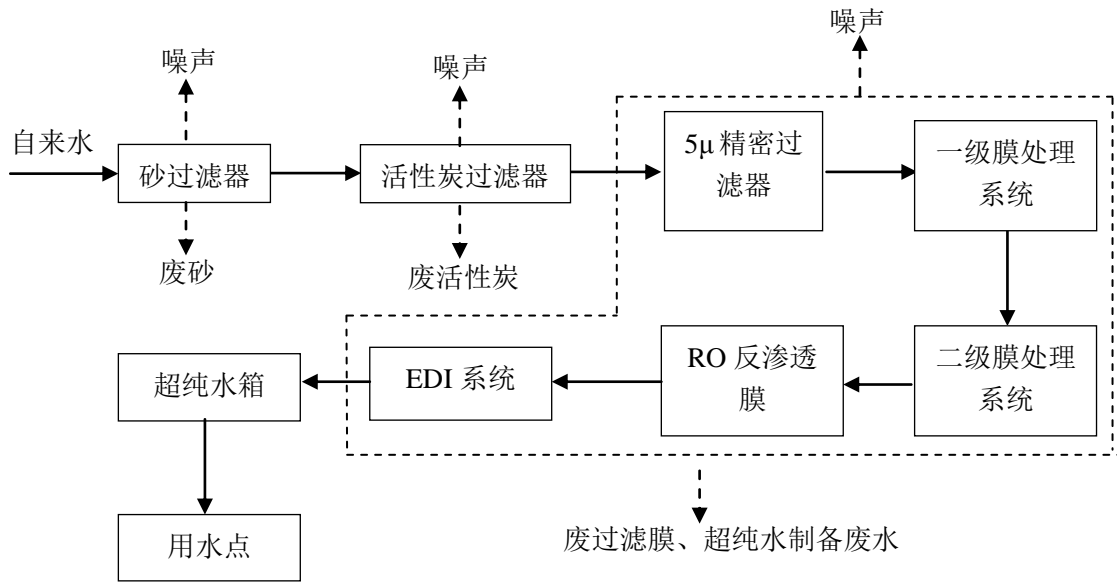 噪声
噪声
噪声
自来水
砂过滤器
活性炭过滤器
5μ 精密过
滤器
一级膜处理
系统
废砂
废活性炭
超纯水箱
EDI 系统
RO 反渗透
膜
二级膜处理
系统
用水点
废过滤膜、超纯水制备废水